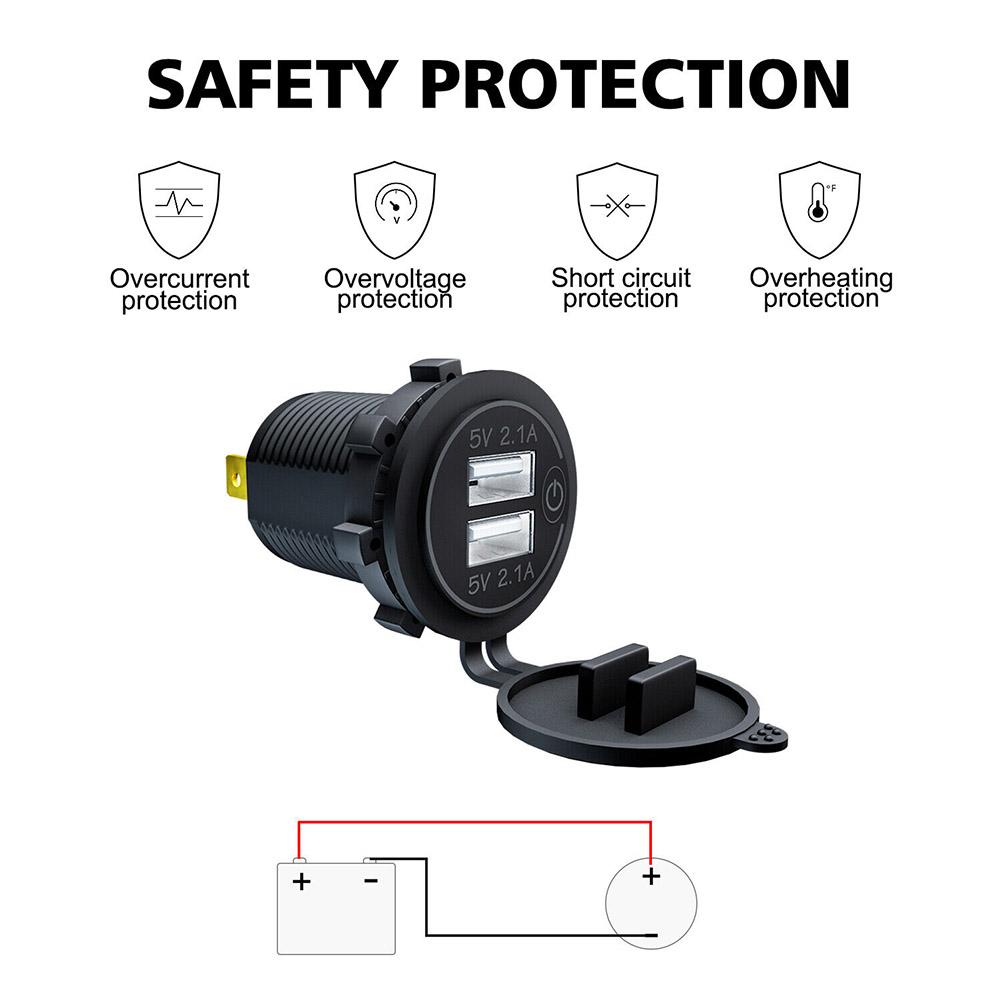 SAFETY PROTECTION
V
°F
Overcurrent
protection
Overvoltage
protection
Short circuit
protection
Overheating
protection
5V 2.1A
5V 2.1A
+ -
+
-